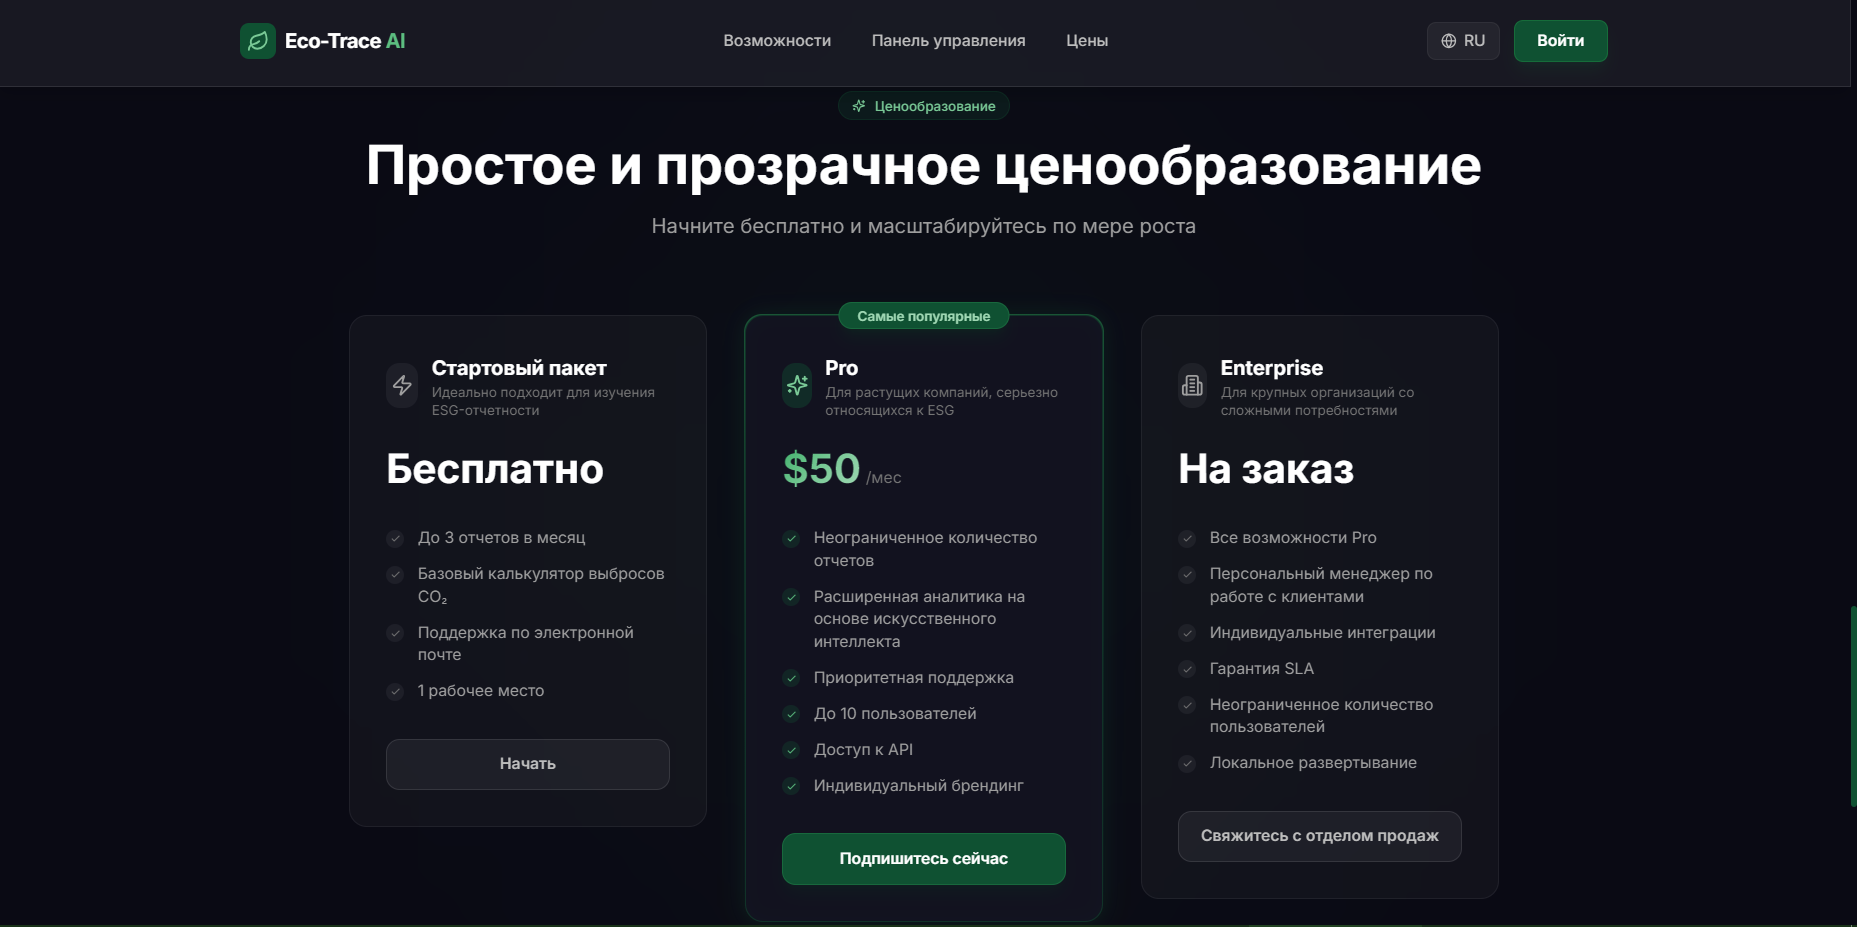 Eco-Trace AI
Возможности
Панель управления
Цены
RU
Войти
Ценообразование
Простое и прозрачное ценообразование
Начните бесплатно и масштабируйтесь по мере роста
Стартовый пакет
Идеально подходит для изучения
ESG-отчетности
Бесплатно
До 3 отчетов в месяц
Базовый калькулятор выбросов
CO₂
Поддержка по электронной
почте
1 рабочее место
Начать
Самые популярные
Pro
Для растущих компаний, серьезно
относящихся к ESG
$50 /мес
Неограниченное количество
отчетов
Расширенная аналитика на
основе искусственного
интеллекта
Приоритетная поддержка
До 10 пользователей
Доступ к API
Индивидуальный брендинг
Подпишитесь сейчас
Enterprise
Для крупных организаций со
сложными потребностями
На заказ
Все возможности Pro
Персональный менеджер по
работе с клиентами
Индивидуальные интеграции
Гарантия SLA
Неограниченное количество
пользователей
Локальное развертывание
Свяжитесь с отделом продаж